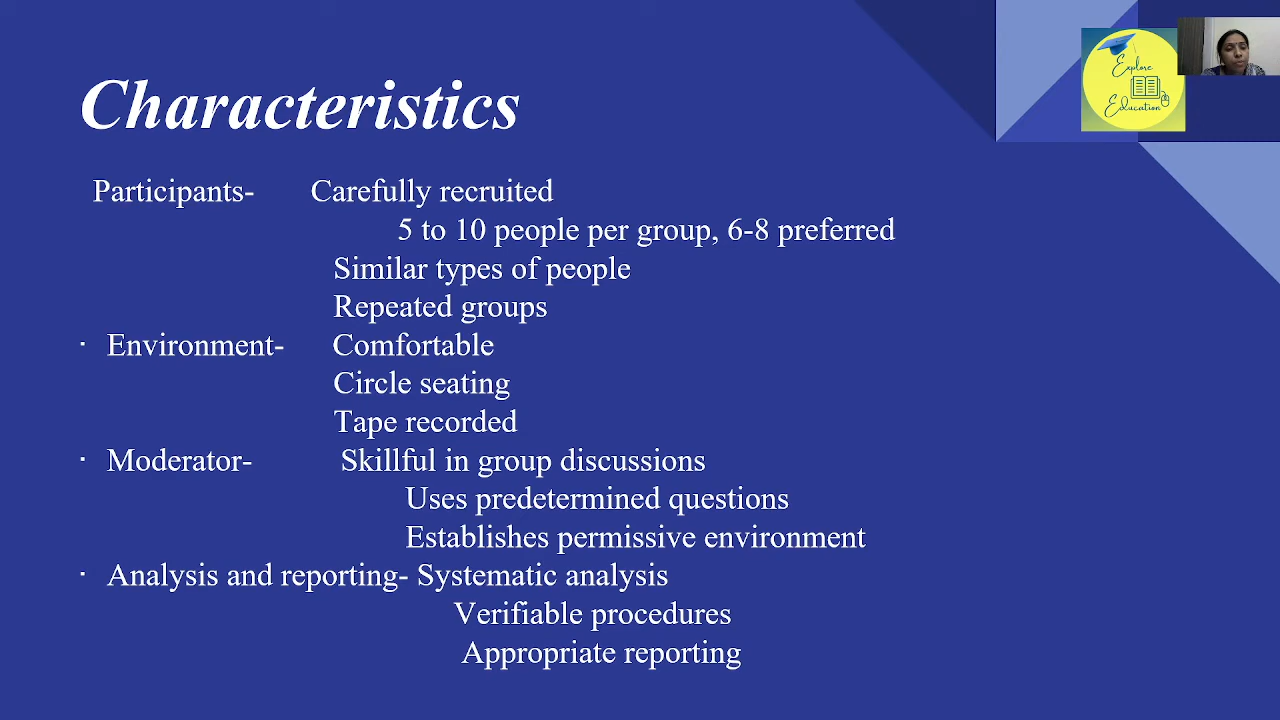 Characteristics
Explore
Education
Participants- Carefully recruited
5 to 10 people per group, 6-8 preferred
Similar types of people
Repeated groups
· Environment- Comfortable
Circle seating
Tape recorded
· Moderator- Skillful in group discussions
Uses predetermined questions
Establishes permissive environment
· Analysis and reporting- Systematic analysis
Verifiable procedures
Appropriate reporting